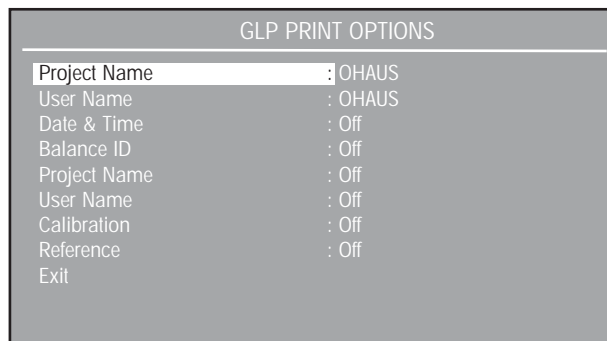 GLP PRINT OPTIONS
Project Name : OHAUS
User Name : OHAUS
Date & Time : Off
Balance ID : Off
Project Name : Off
User Name : Off
Calibration : Off
Reference : Off
Exit